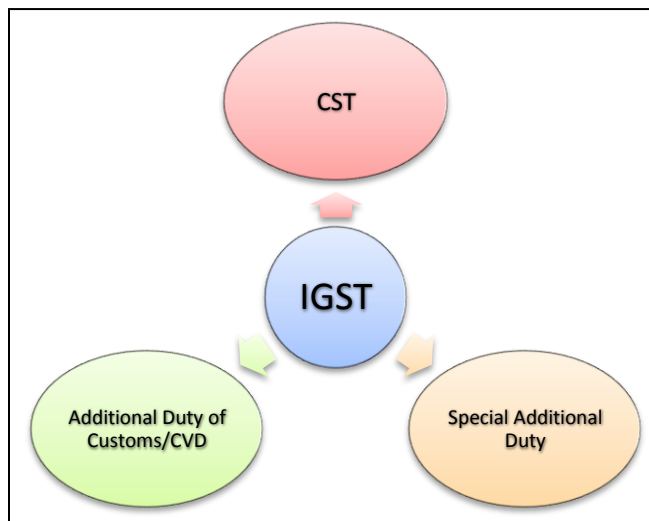 CST
IGST
Additional Duty of
Customs/CVD
Special Additional
Duty